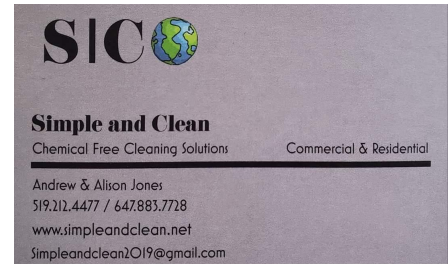 S|C
Simple and Clean
Chemical Free Cleaning Solutions Commercial & Residential
Andrew & Alison Jones
519.212.4477 / 647.883.7728
www.simpleandclean.net
Simpleandclean2019@gmail.com